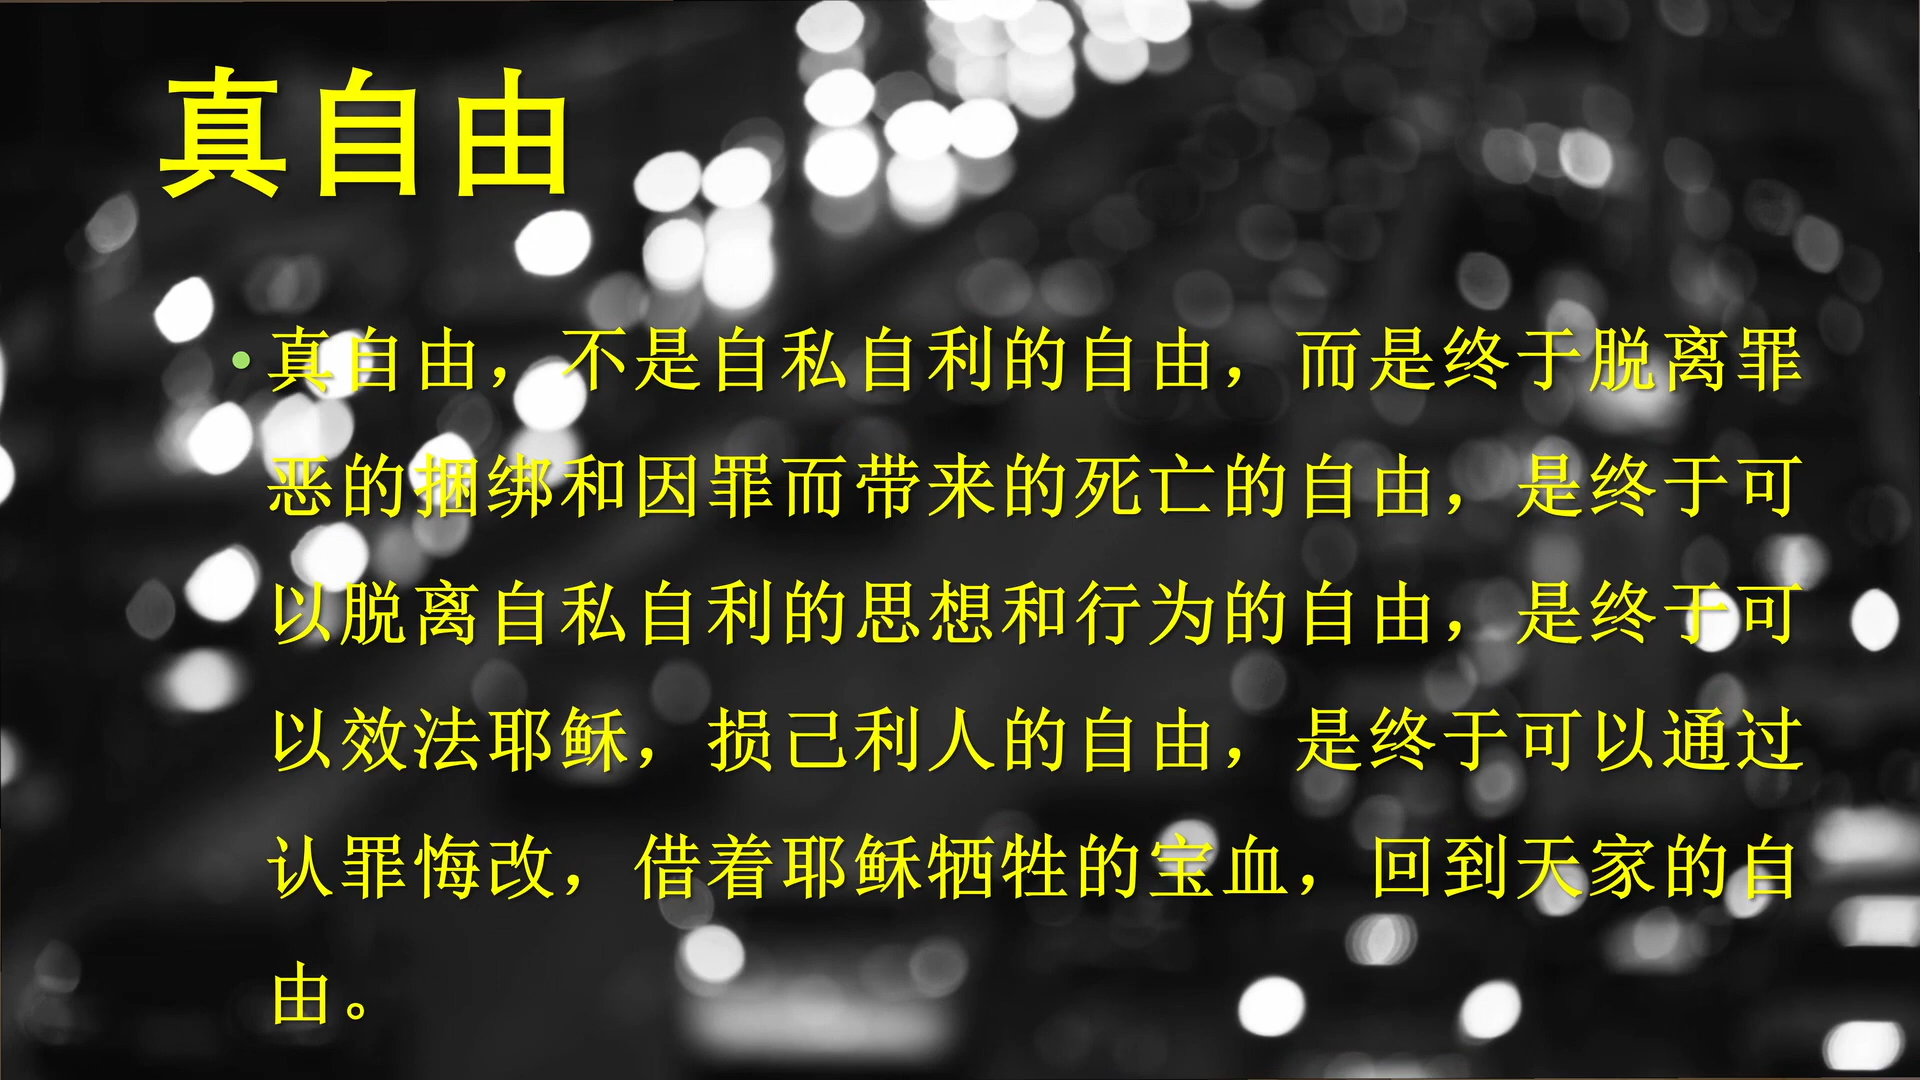 真自由
• 真自由，不是自私自利的自由，而是终于脱离罪
恶的捆绑和因罪而带来的死亡的自由，是终于可
以脱离自私自利的思想和行为的自由，是终于可
以效法耶稣，损己利人的自由，是终于可以通过
认罪悔改，借着耶稣牺牲的宝血，回到天家的自
由。